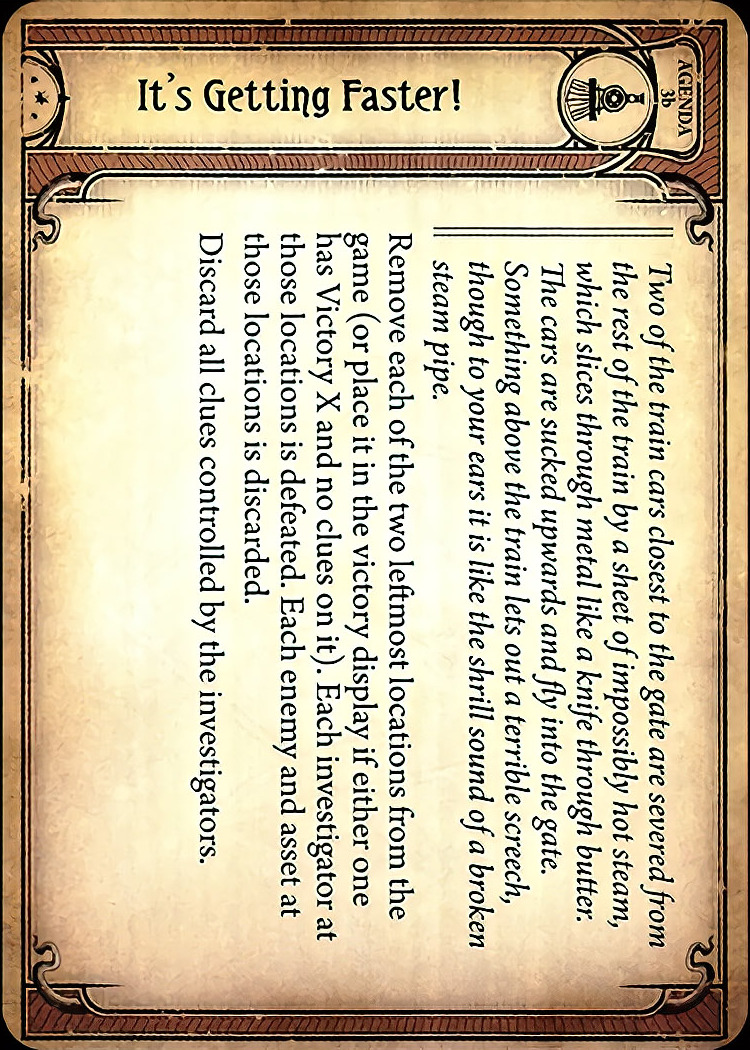 AGENDA
3b
It's Getting Faster!
Two of the train cars closest to the gate are severed from
the rest of the train by a sheet of impossibly hot steam,
which slices through metal like a knife through butter.
The cars are sucked upwards and fly into the gate.
Something above the train lets out a terrible screech,
though to your ears it is like the shrill sound of a broken
steam pipe.
Remove each of the two leftmost locations from the
game (or place it in the victory display if either one
has Victory X and no clues on it). Each investigator at
those locations is defeated. Each enemy and asset at
those locations is discarded.
Discard all clues controlled by the investigators.